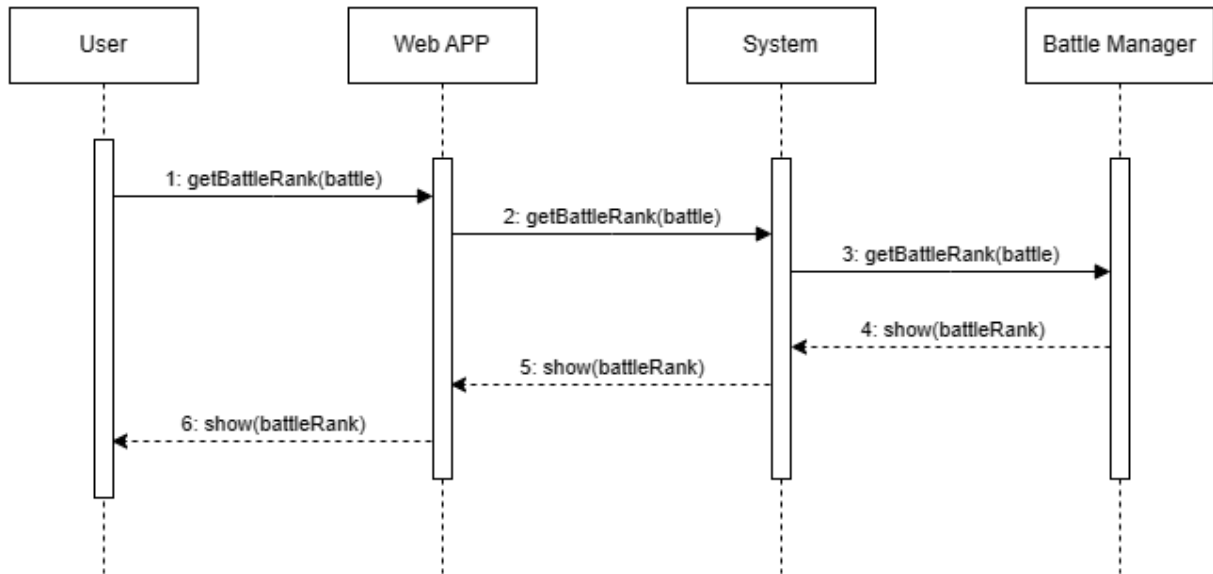 User
Web APP
System
Battle Manager
1: getBattleRank(battle)
2: getBattleRank(battle)
3: getBattleRank(battle)
4: show(battleRank)
5: show(battleRank)
6: show(battleRank)